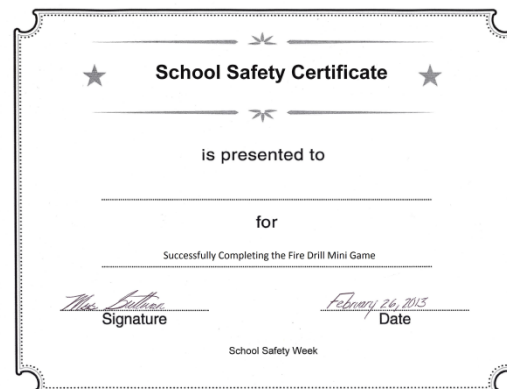 School Safety Certificate
is presented to
for
Successfully Completing the Fire Drill Mini Game
February 26, 2013
Signature
Date
School Safety Week